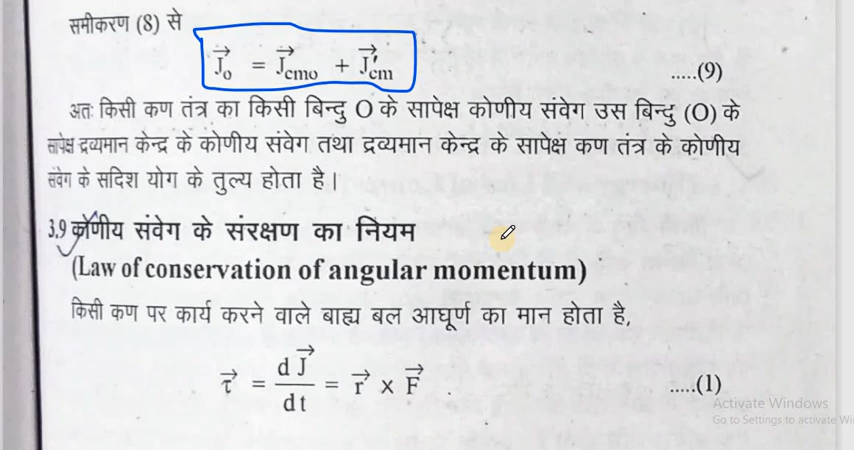 समीकरण (8) से
J⃗o = J⃗cmo + J⃗′cm .....(9)
अतः किसी कण तंत्र का किसी बिन्दु O के सापेक्ष कोणीय संवेग उस बिन्दु (O) के
सापेक्ष द्रव्यमान केन्द्र के कोणीय संवेग तथा द्रव्यमान केन्द्र के सापेक्ष कण तंत्र के कोणीय
संवेग के सदिश योग के तुल्य होता है।
3.9 कोणीय संवेग के संरक्षण का नियम
(Law of conservation of angular momentum)
किसी कण पर कार्य करने वाले बाह्य बल आघूर्ण का मान होता है,
τ⃗ = dJ⃗/dt = r⃗ × F⃗ .....(1)
Activate Windows
Go to Settings to activate Wi